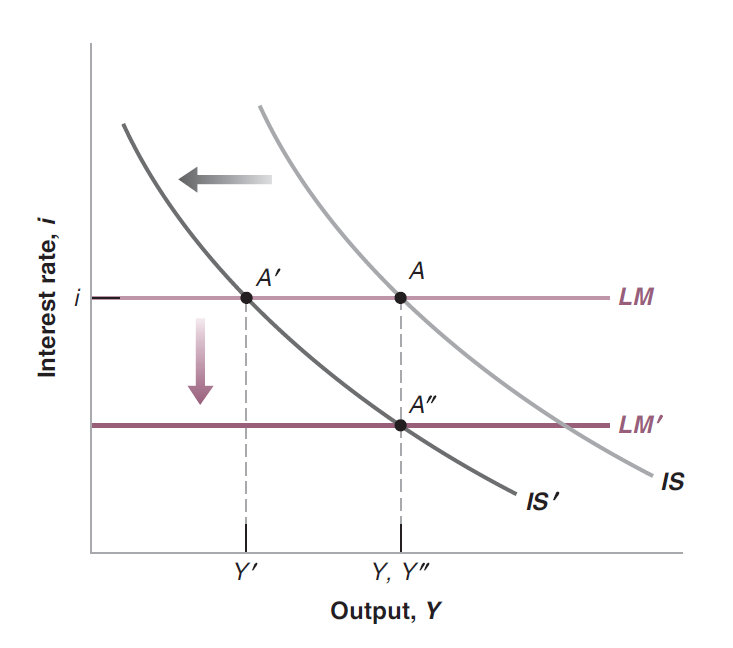 A
A′
i
LM
Interest rate, i
A″
LM′
IS
IS′
Y′
Y, Y″
Output, Y